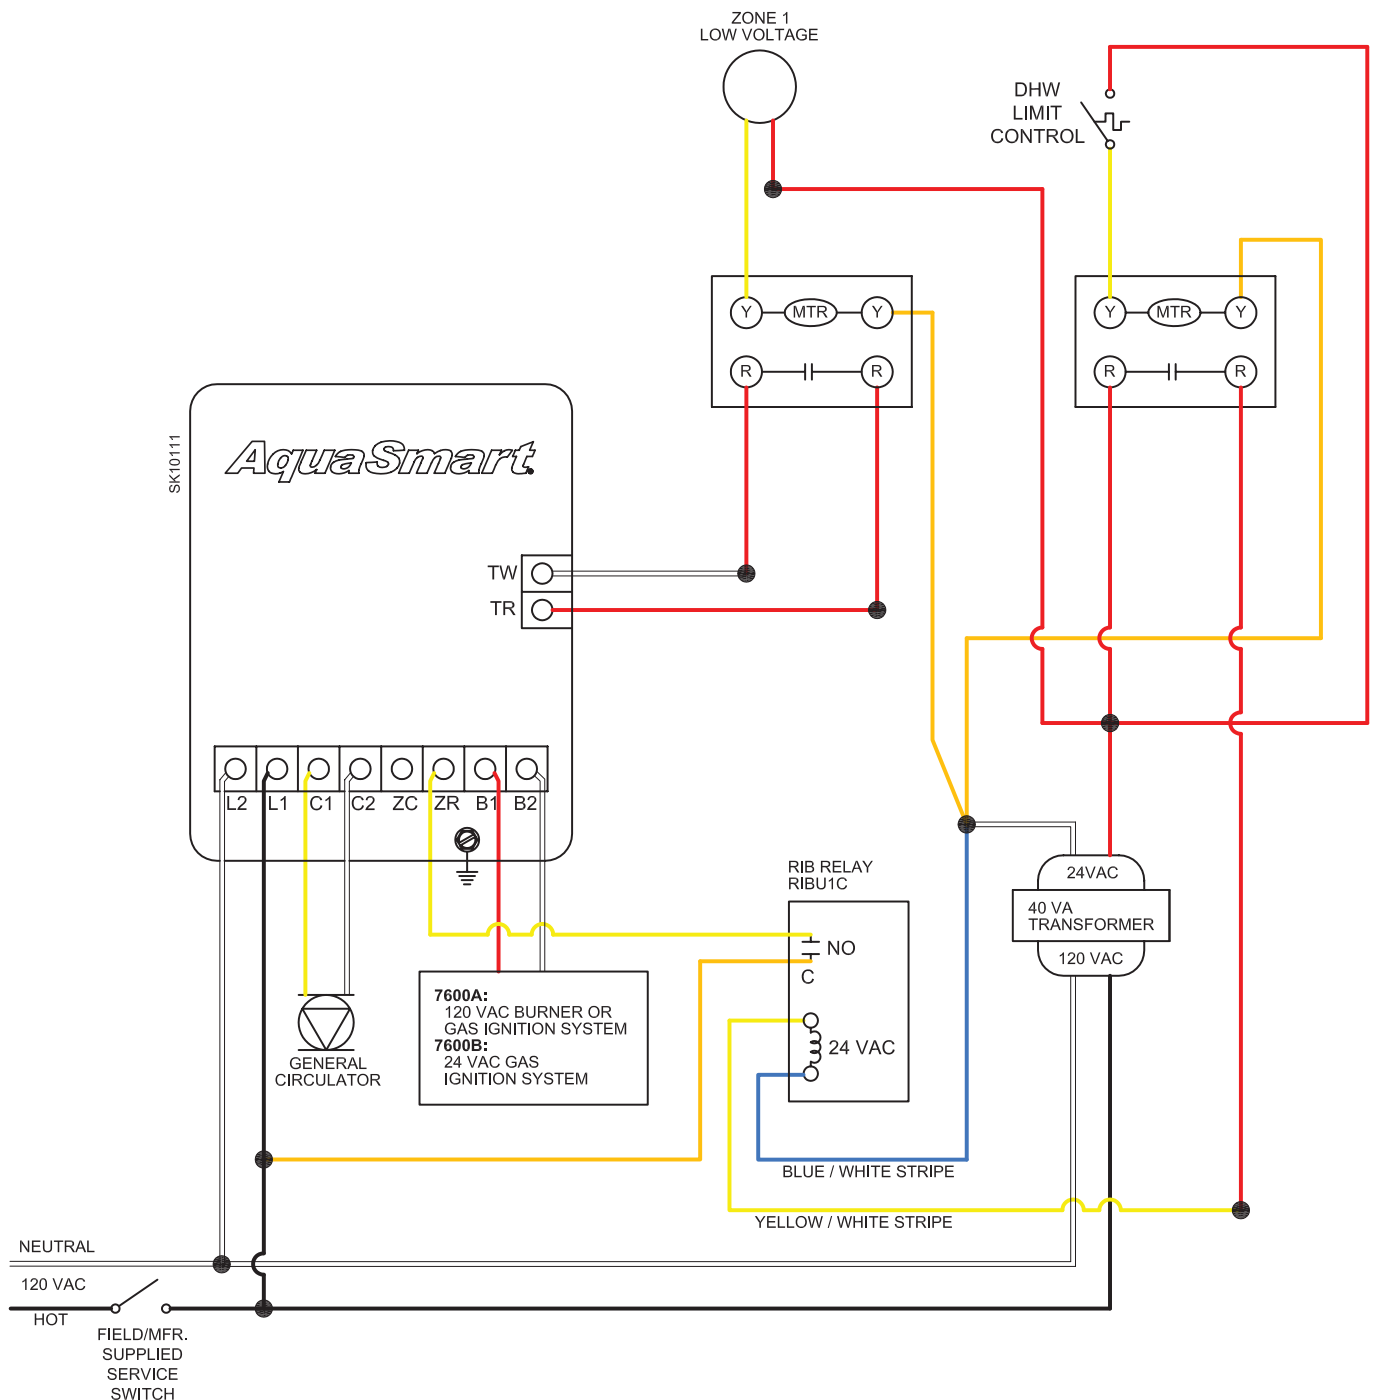 ZONE 1
LOW VOLTAGE
DHW
LIMIT
CONTROL
Y
MTR
Y
R
R
Y
MTR
Y
R
R
SK10111
AquaSmart
TW
TR
L2
L1
C1
C2
ZC
ZR
B1
B2
RIB RELAY
RIBU1C
NO
C
24 VAC
24VAC
40 VA
TRANSFORMER
120 VAC
7600A:
120 VAC BURNER OR
GAS IGNITION SYSTEM
7600B:
24 VAC GAS
IGNITION SYSTEM
GENERAL
CIRCULATOR
BLUE / WHITE STRIPE
YELLOW / WHITE STRIPE
NEUTRAL
120 VAC
HOT
FIELD/MFR.
SUPPLIED
SERVICE
SWITCH